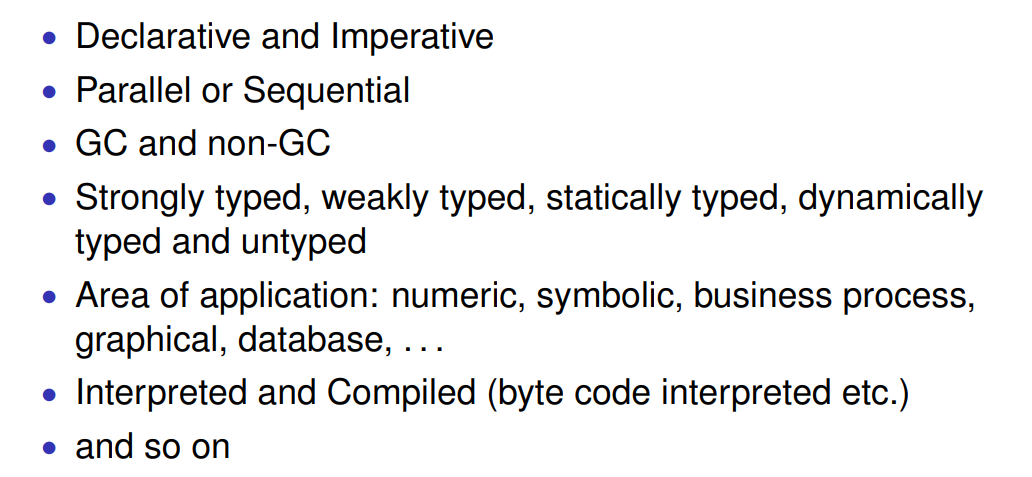 • Declarative and Imperative
• Parallel or Sequential
• GC and non-GC
• Strongly typed, weakly typed, statically typed, dynamically
typed and untyped
• Area of application: numeric, symbolic, business process,
graphical, database, . . .
• Interpreted and Compiled (byte code interpreted etc.)
• and so on